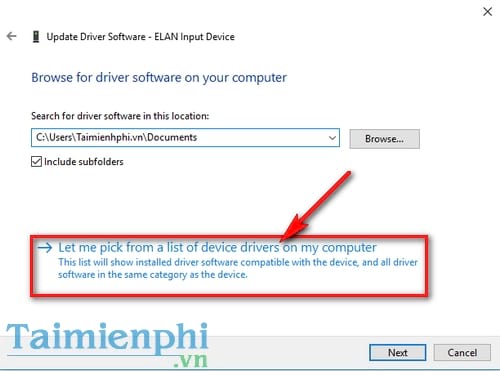 Update Driver Software - ELAN Input Device
Browse for driver software on your computer
Search for driver software in this location:
C:\Users\Taimienphi.vn\Documents
Browse...
Include subfolders
Let me pick from a list of device drivers on my computer
This list will show installed driver software compatible with the device, and all driver
software in the same category as the device.
Taimienphi
.vn
Next
Cancel